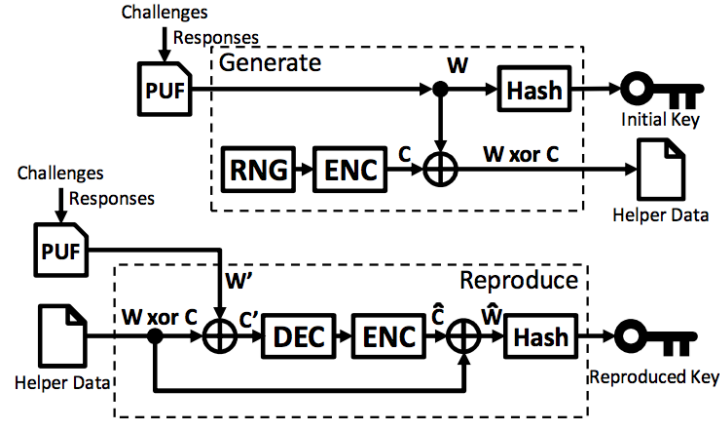 Challenges
Responses
PUF
Generate
W
Hash
Initial Key
RNG
ENC
C
W xor C
Helper Data
Challenges
Responses
PUF
W'
Reproduce
Helper Data
W xor C
C'
DEC
ENC
Ĉ
Ŵ
Hash
Reproduced Key